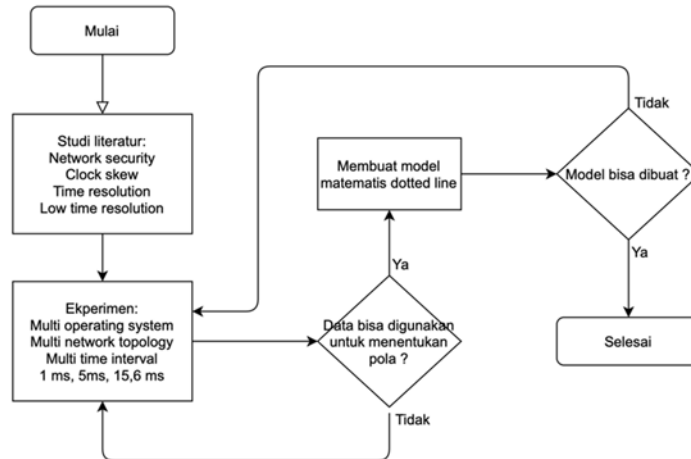 Mulai
Studi literatur:
Network security
Clock skew
Time resolution
Low time resolution
Ekperimen:
Multi operating system
Multi network topology
Multi time interval
1 ms, 5ms, 15,6 ms
Data bisa digunakan
untuk menentukan
pola ?
Ya
Tidak
Membuat model
matematis dotted line
Model bisa dibuat ?
Tidak
Ya
Selesai